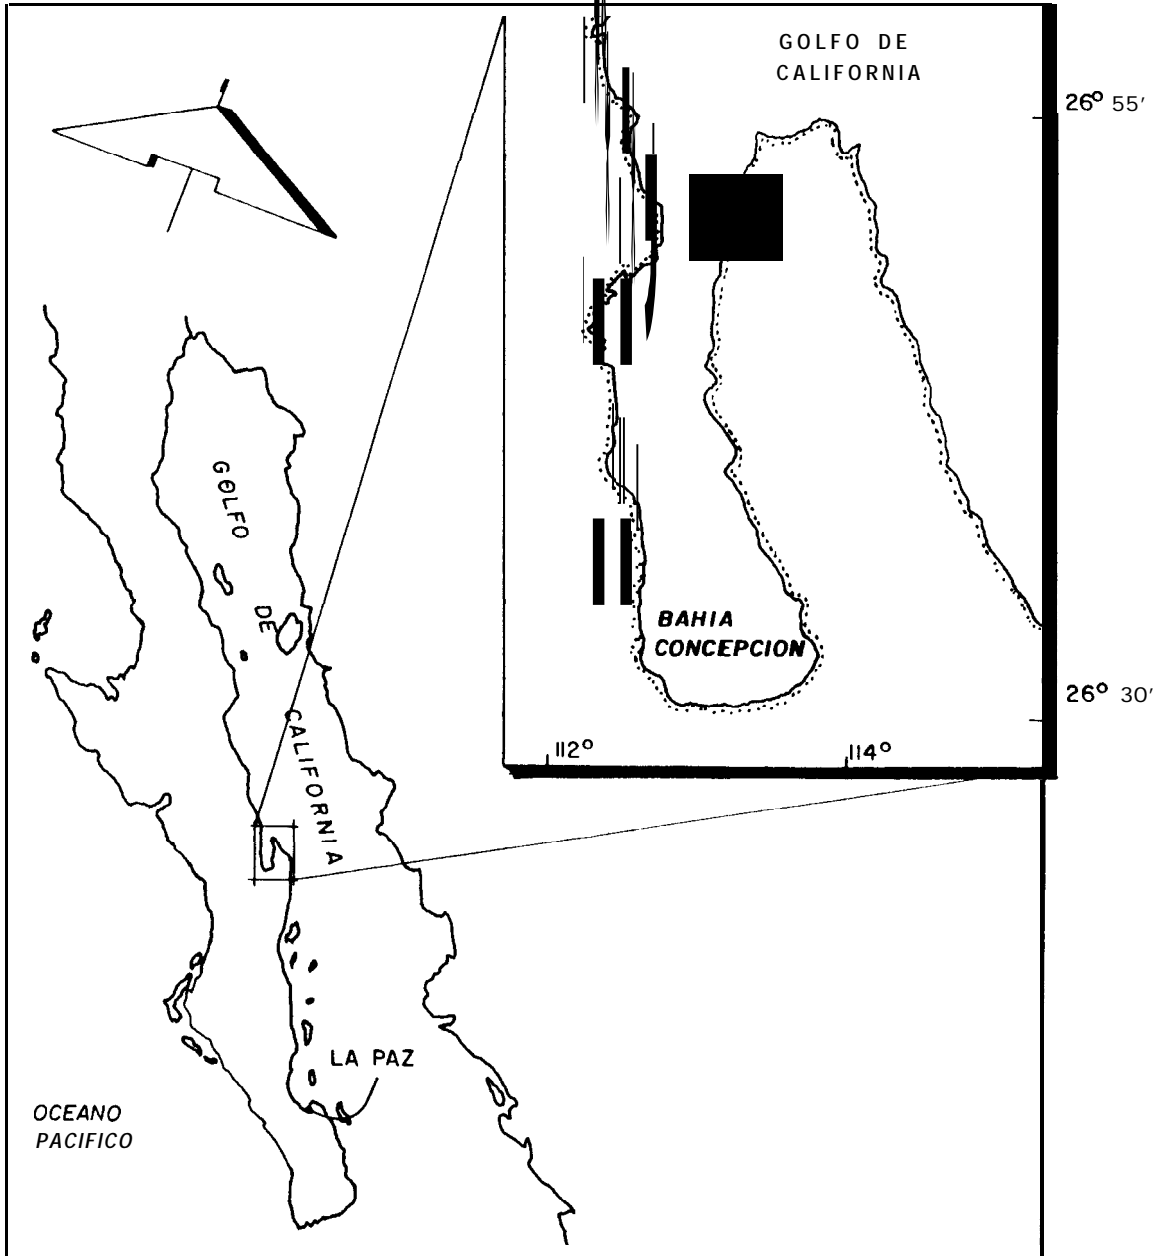 GOLFO DE
CALIFORNIA
26° 55'
GOLFO
DE
CALIFORNIA
BAHIA
CONCEPCION
26° 30'
112°
114°
LA PAZ
OCEANO
PACIFICO